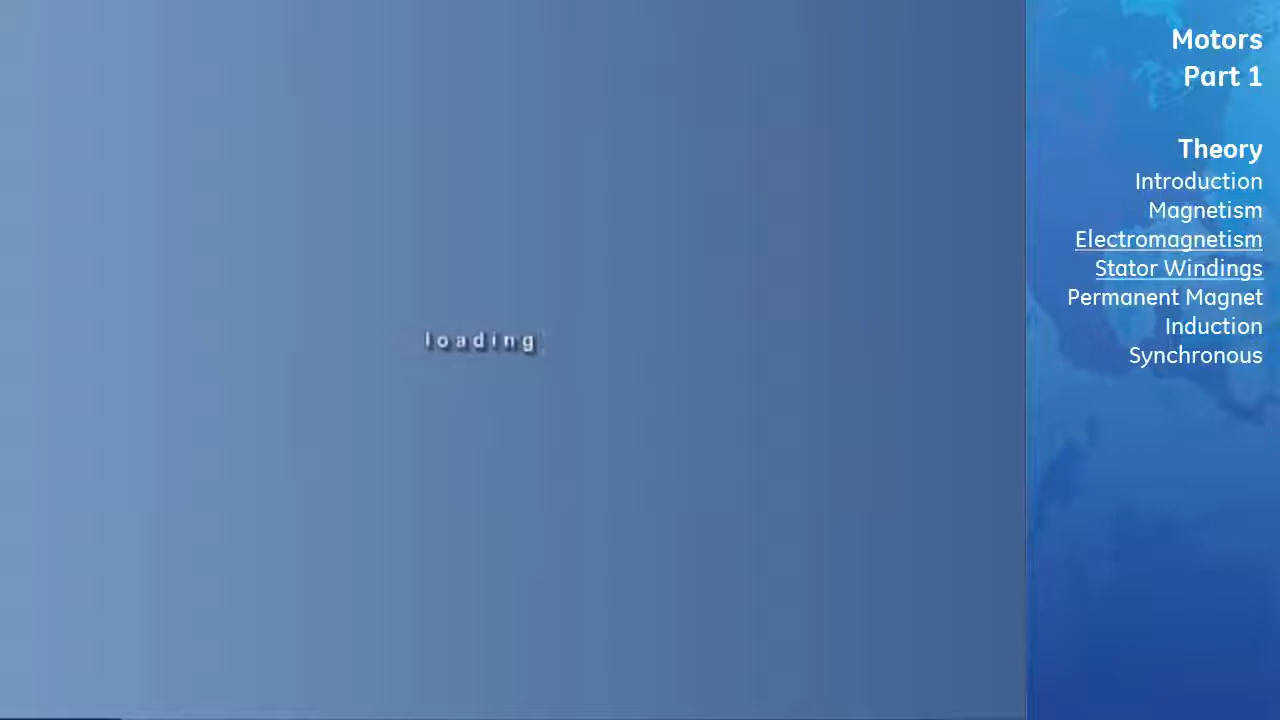 loading
Motors
Part 1
Theory
Introduction
Magnetism
Electromagnetism
Stator Windings
Permanent Magnet
Induction
Synchronous